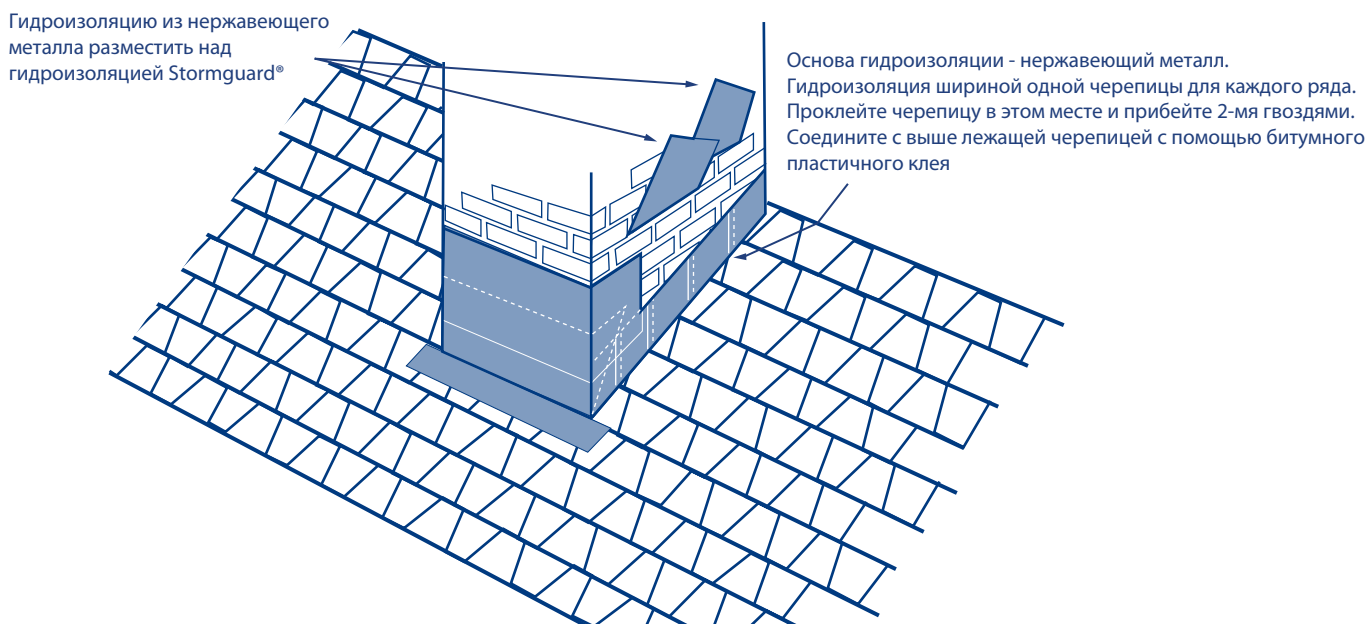 Гидроизоляцию из нержавеющего
металла разместить над
гидроизоляцией Stormguard®
Основа гидроизоляции - нержавеющий металл.
Гидроизоляция шириной одной черепицы для каждого ряда.
Проклейте черепицу в этом месте и прибейте 2-мя гвоздями.
Соедините с выше лежащей черепицей с помощью битумного
пластичного клея